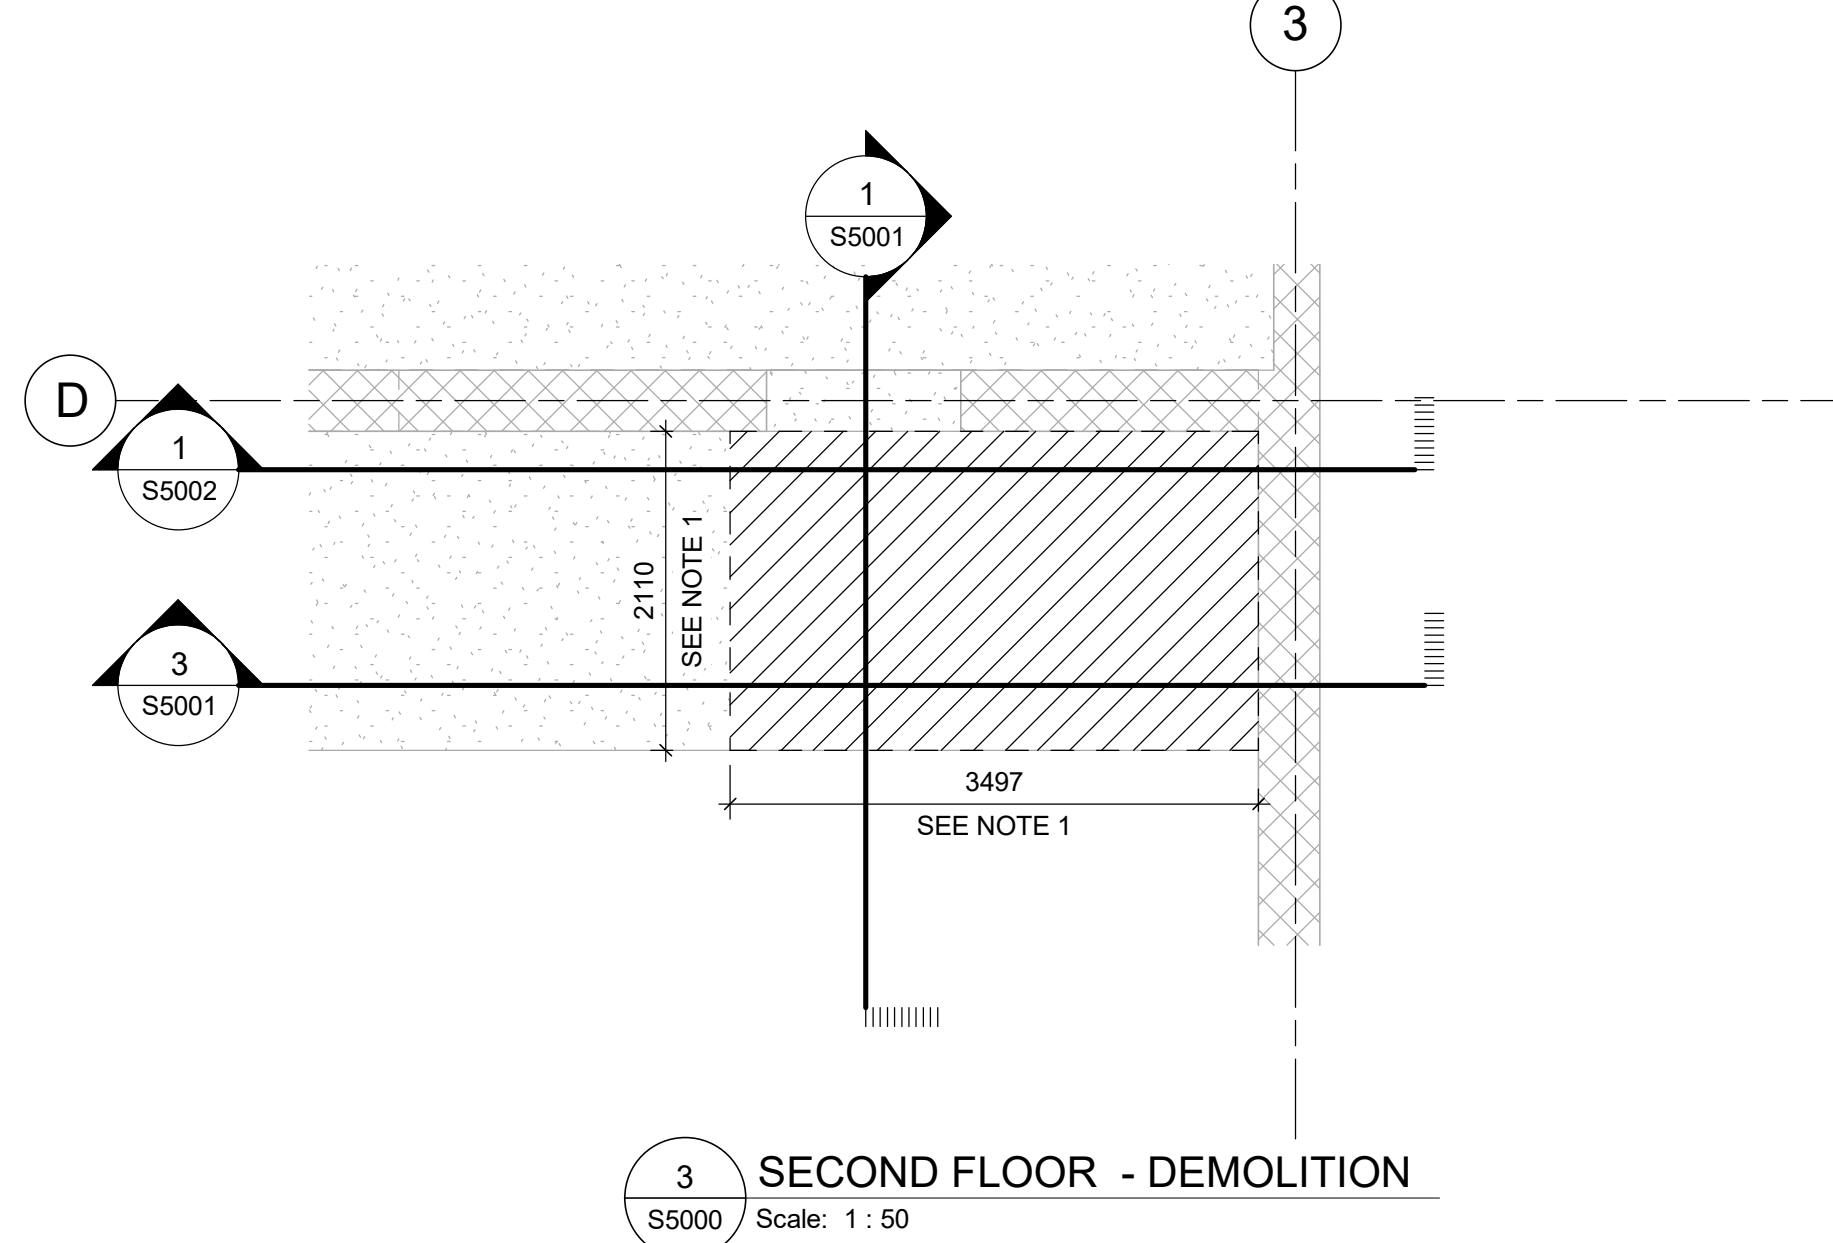 3
1
S5001
D
1
S5002
2110
SEE NOTE 1
3
S5001
3497
SEE NOTE 1
3
S5000
SECOND FLOOR - DEMOLITION
Scale: 1 : 50